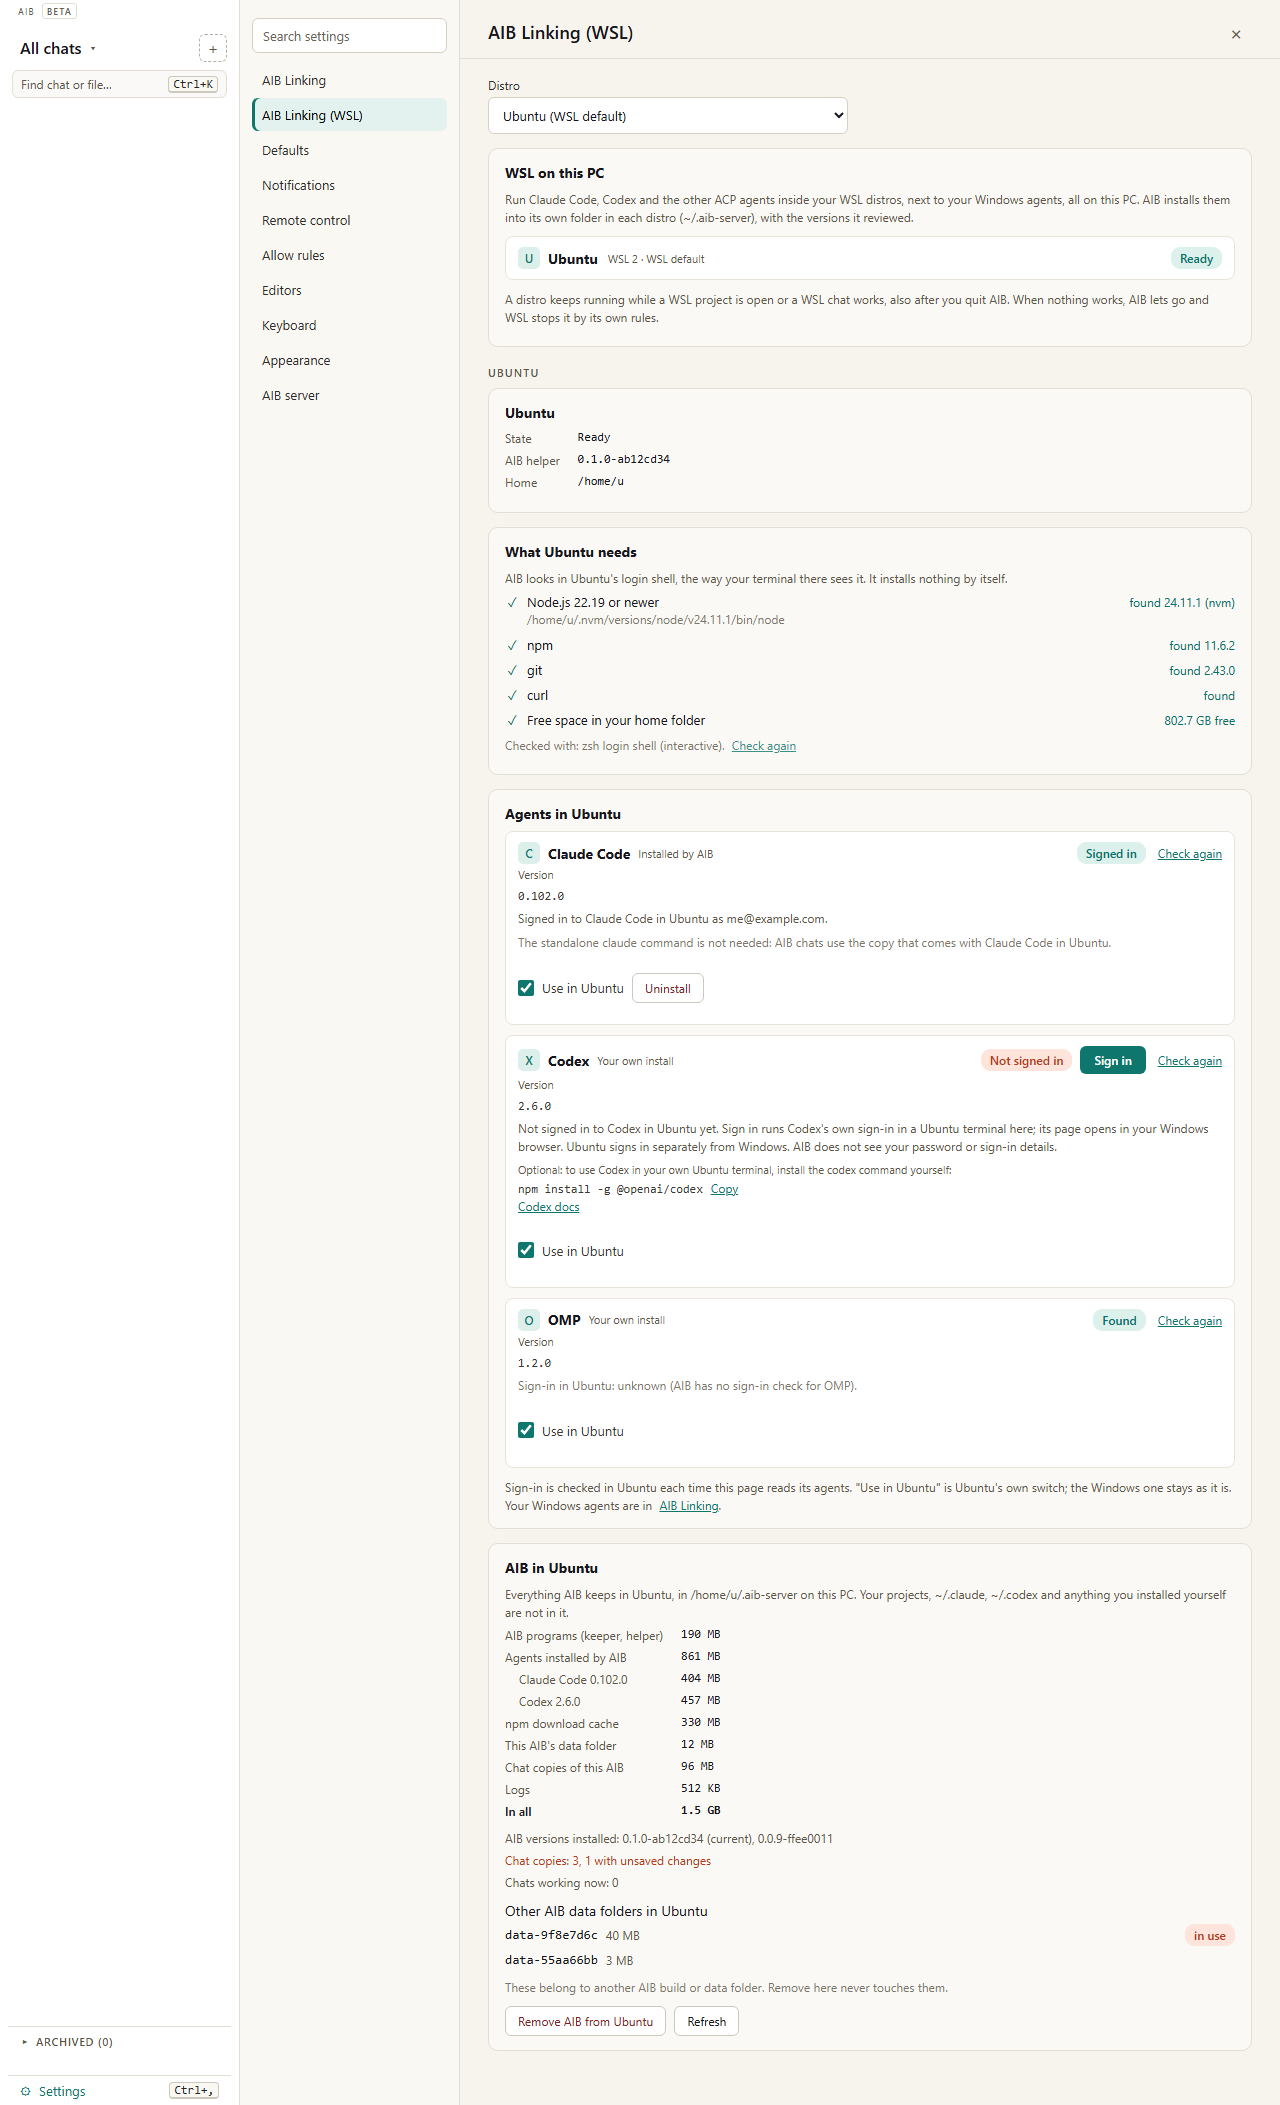 AIB BETA
All chats
+
Find chat or file... Ctrl+K
Search settings
AIB Linking
AIB Linking (WSL)
Defaults
Notifications
Remote control
Allow rules
Editors
Keyboard
Appearance
AIB server
AIB Linking (WSL)
×
Distro
Ubuntu (WSL default)
WSL on this PC
Run Claude Code, Codex and the other ACP agents inside your WSL distros, next to your Windows agents, all on this PC. AIB installs them
into its own folder in each distro (~/.aib-server), with the versions it reviewed.
U Ubuntu WSL 2 · WSL default Ready
A distro keeps running while a WSL project is open or a WSL chat works, also after you quit AIB. When nothing works, AIB lets go and
WSL stops it by its own rules.
UBUNTU
Ubuntu
State Ready
AIB helper 0.1.0-ab12cd34
Home /home/u
What Ubuntu needs
AIB looks in Ubuntu's login shell, the way your terminal there sees it. It installs nothing by itself.
✓ Node.js 22.19 or newer found 24.11.1 (nvm)
/home/u/.nvm/versions/node/v24.11.1/bin/node
✓ npm found 11.6.2
✓ git found 2.43.0
✓ curl found
✓ Free space in your home folder 802.7 GB free
Checked with: zsh login shell (interactive). Check again
Agents in Ubuntu
C Claude Code Installed by AIB Signed in Check again
Version
0.102.0
Signed in to Claude Code in Ubuntu as me@example.com.
The standalone claude command is not needed: AIB chats use the copy that comes with Claude Code in Ubuntu.
Use in Ubuntu Uninstall
X Codex Your own install Not signed in Sign in Check again
Version
2.6.0
Not signed in to Codex in Ubuntu yet. Sign in runs Codex's own sign-in in a Ubuntu terminal here; its page opens in your Windows
browser. Ubuntu signs in separately from Windows. AIB does not see your password or sign-in details.
Optional: to use Codex in your own Ubuntu terminal, install the codex command yourself:
npm install -g @openai/codex Copy
Codex docs
Use in Ubuntu
O OMP Your own install Found Check again
Version
1.2.0
Sign-in in Ubuntu: unknown (AIB has no sign-in check for OMP).
Use in Ubuntu
Sign-in is checked in Ubuntu each time this page reads its agents. "Use in Ubuntu" is Ubuntu's own switch; the Windows one stays as it is.
Your Windows agents are in AIB Linking.
AIB in Ubuntu
Everything AIB keeps in Ubuntu, in /home/u/.aib-server on this PC. Your projects, ~/.claude, ~/.codex and anything you installed yourself
are not in it.
AIB programs (keeper, helper) 190 MB
Agents installed by AIB 861 MB
Claude Code 0.102.0 404 MB
Codex 2.6.0 457 MB
npm download cache 330 MB
This AIB's data folder 12 MB
Chat copies of this AIB 96 MB
Logs 512 KB
In all 1.5 GB
AIB versions installed: 0.1.0-ab12cd34 (current), 0.0.9-ffee0011
Chat copies: 3, 1 with unsaved changes
Chats working now: 0
Other AIB data folders in Ubuntu
data-9f8e7d6c 40 MB in use
data-55aa66bb 3 MB
These belong to another AIB build or data folder. Remove here never touches them.
Remove AIB from Ubuntu Refresh
ARCHIVED (0)
Settings Ctrl+,